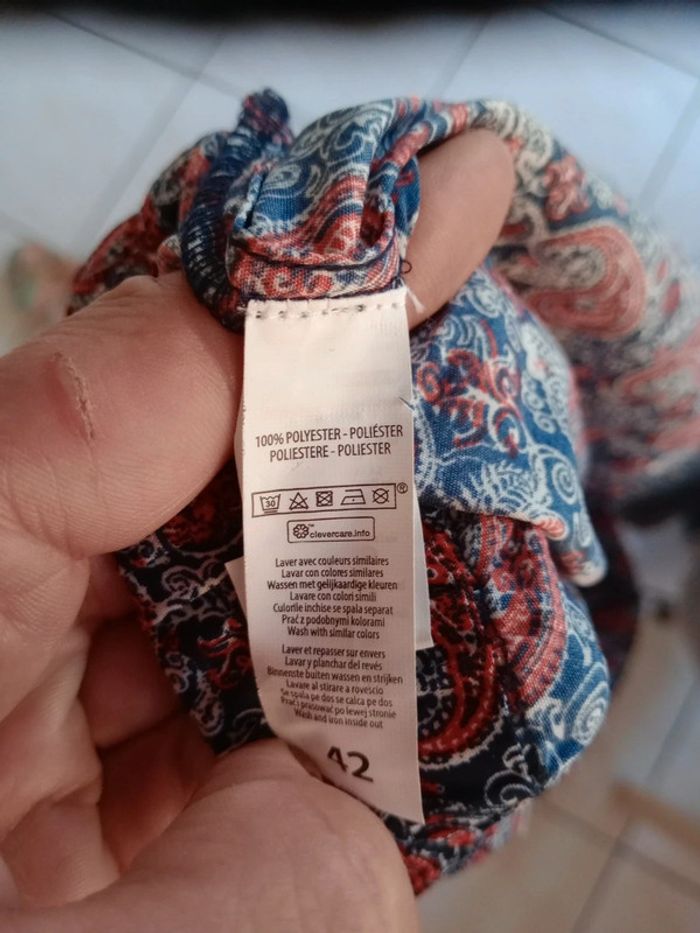 100% POLYESTER - POLIÉSTER
POLIESTERE - POLIESTER
30
®
™clevercare.info
Laver avec couleurs similaires
Lavar con colores similares
Wassen met gelijkaardige kleuren
Lavare con colori simili
Culorile inchise se spala separat
Prać z podobnymi kolorami
Wash with similar colors
Laver et repasser sur envers
Lavar y planchar del revés
Binnenste buiten wassen en strijken
Lavare al stirare a rovescio
Se spala pe dos se calca pe dos
Prać i prasować po lewej stronie
Wash and iron inside out
42